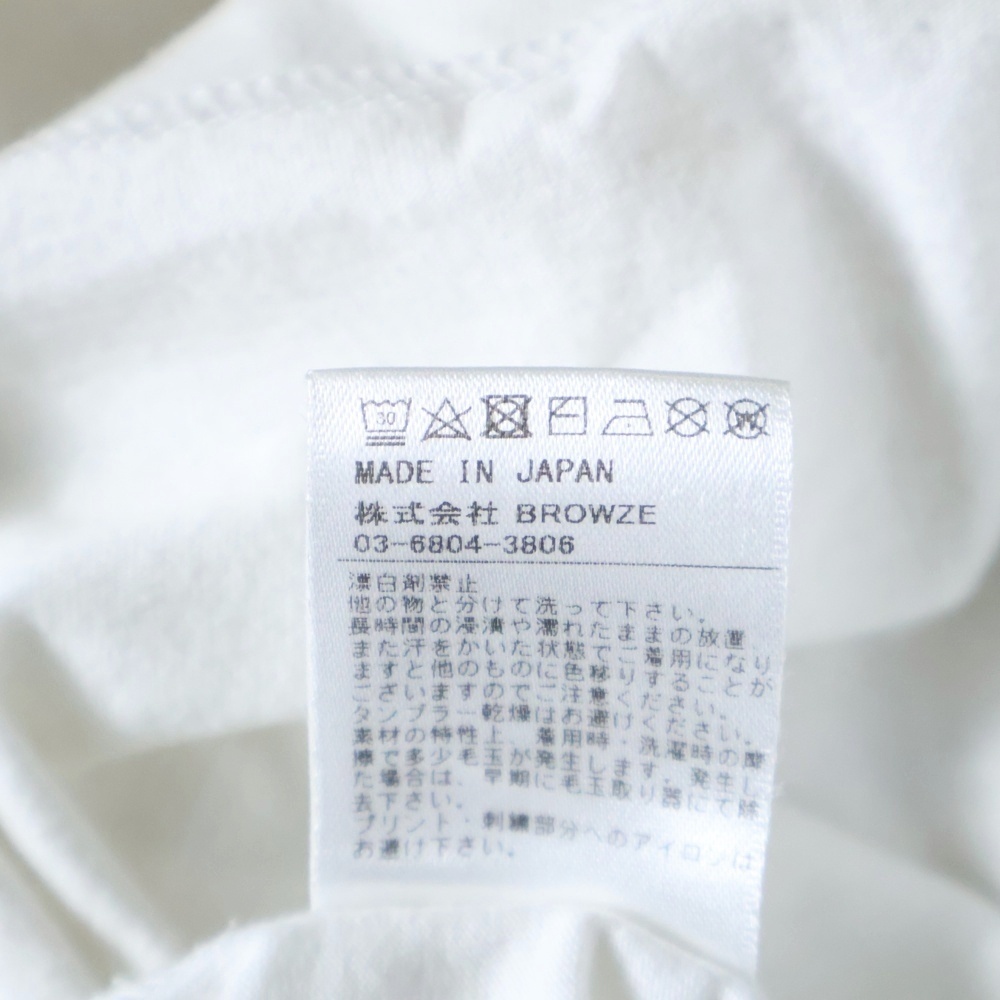 30
MADE IN JAPAN
株式会社 BROWZE
03-6804-3806
漂白剤禁止
他の物と分けて洗って下さい。
長時間の浸漬や濡れたままの放置
また汗をかいた状態でご着用になり
ますと他のものに色移りすることが
ございますのでご注意ください。
タンブラー乾燥はお避けください。
素材の特性上、着用時・洗濯時の摩
擦で多少毛玉が発生します。発生し
た場合は、早期に毛玉取り器にて除
去下さい。
プリント・刺繍部分へのアイロンは
お避け下さい。